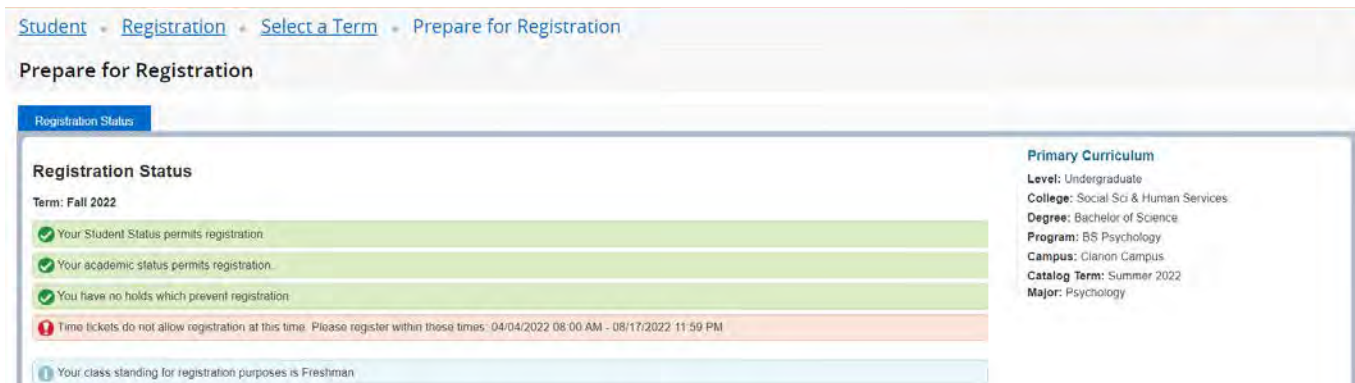 Student • Registration • Select a Term • Prepare for Registration
Prepare for Registration
Registration Status
Registration Status
Term: Fall 2022
Your Student Status permits registration.
Your academic status permits registration.
You have no holds which prevent registration.
Time tickets do not allow registration at this time. Please register within these times: 04/04/2022 08:00 AM - 08/17/2022 11:59 PM
Your class standing for registration purposes is Freshman
Primary Curriculum
Level: Undergraduate
College: Social Sci & Human Services
Degree: Bachelor of Science
Program: BS Psychology
Campus: Clarion Campus
Catalog Term: Summer 2022
Major: Psychology